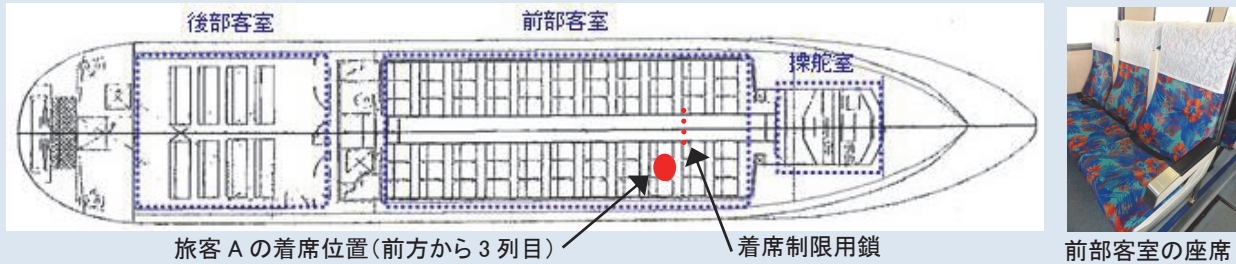 後部客室
前部客室
操舵室
旅客 A の着席位置(前方から 3 列目)
着席制限用鎖
前部客室の座席